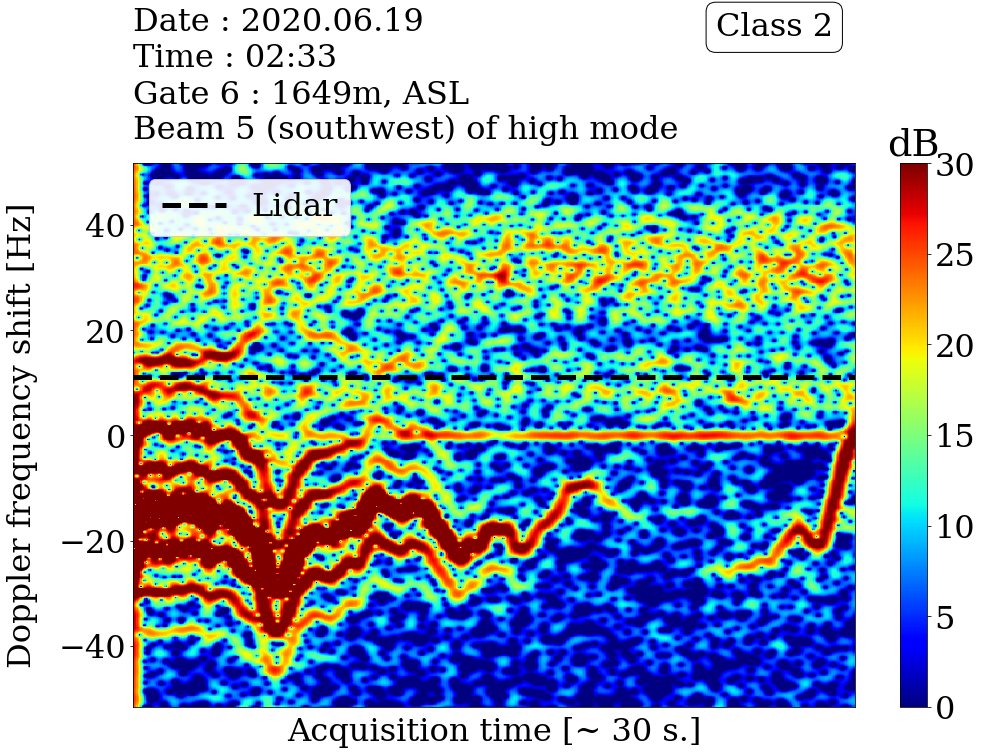 Date : 2020.06.19
Class 2
Time : 02:33
Gate 6 : 1649m, ASL
Beam 5 (southwest) of high mode
dB
Lidar
Doppler frequency shift [Hz]
40
20
0
−20
−40
30
25
20
15
10
5
0
Acquisition time [~ 30 s.]